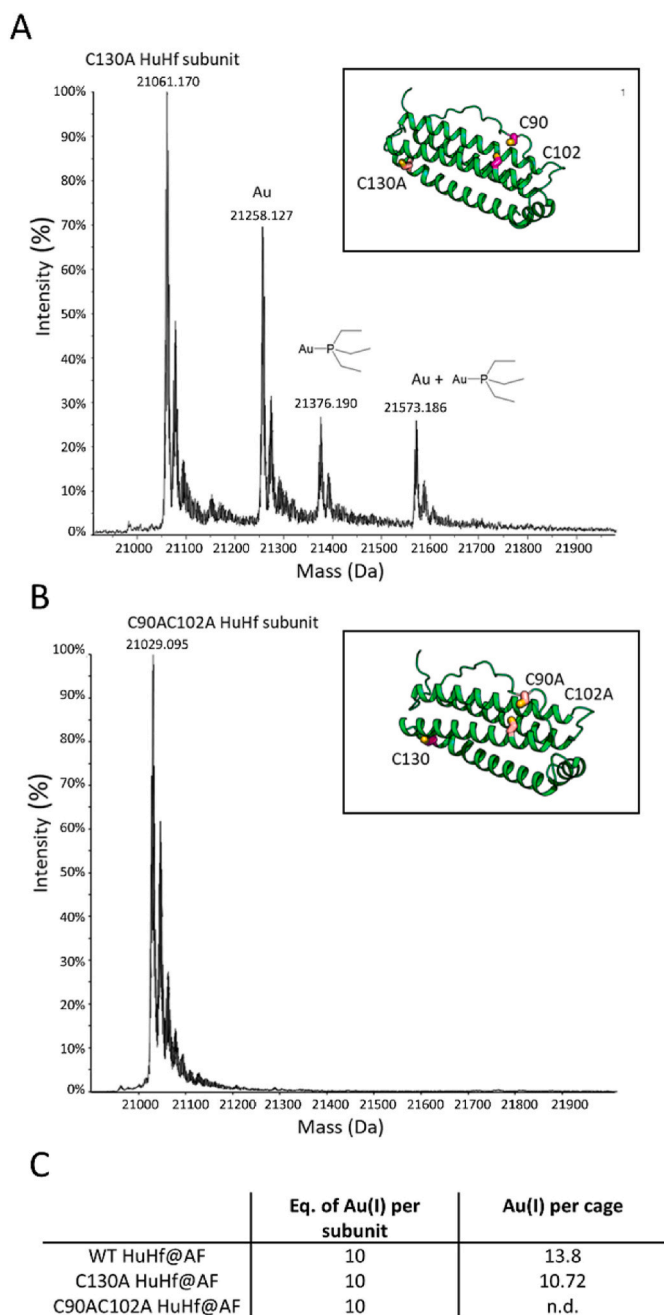 A
C130A HuHf subunit
21061.170
Au
21258.127
Au P
21376.190
Au + Au P
21573.186
1
C90
C102
C130A
100%
90%
80%
70%
60%
50%
40%
30%
20%
10%
0%
Intensity (%)
21000 21100 21200 21300 21400 21500 21600 21700 21800 21900
Mass (Da)
B
C90AC102A HuHf subunit
21029.095
C90A
C102A
C130
100%
90%
80%
70%
60%
50%
40%
30%
20%
10%
0%
Intensity (%)
21000 21100 21200 21300 21400 21500 21600 21700 21800 21900
Mass (Da)
C
Eq. of Au(I) per subunit Au(I) per cage
WT HuHf@AF 10 13.8
C130A HuHf@AF 10 10.72
C90AC102A HuHf@AF 10 n.d.